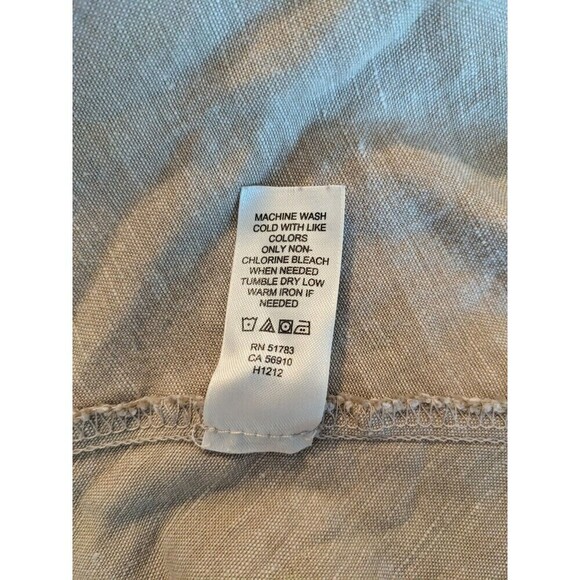 MACHINE WASH
COLD WITH LIKE
COLORS
ONLY NON-
CHLORINE BLEACH
WHEN NEEDED
TUMBLE DRY LOW
WARM IRON IF
NEEDED
RN 51783
CA 56910
H1212